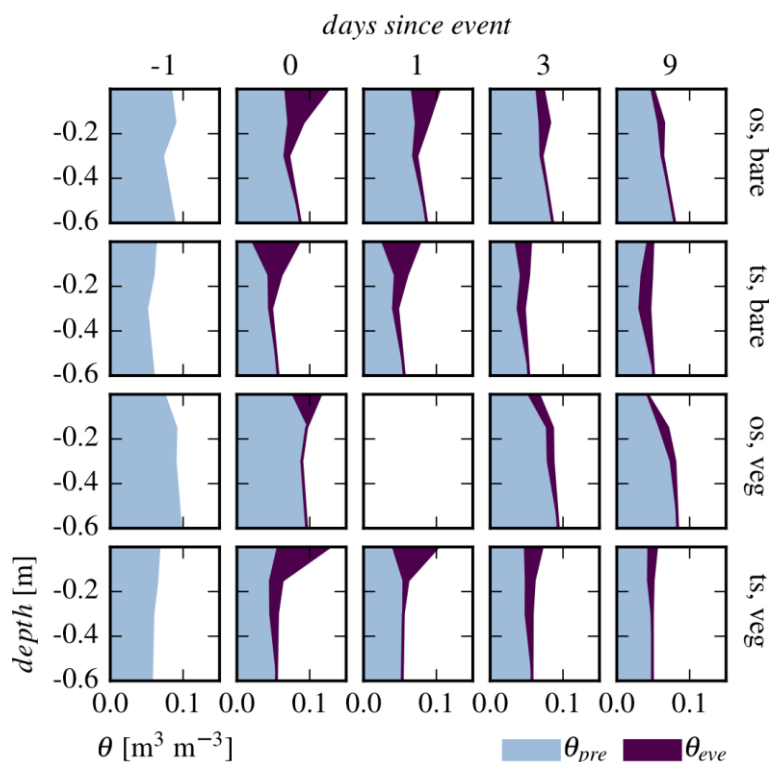 days since event
-1 0 1 3 9
-0.2
-0.4
-0.6
os, bare
-0.2
-0.4
-0.6
ts, bare
-0.2
-0.4
-0.6
os, veg
-0.2
-0.4
-0.6
ts, veg
depth [m]
0.0 0.1 0.0 0.1 0.0 0.1 0.0 0.1 0.0 0.1
θ [m³ m⁻³]
θpre θeve